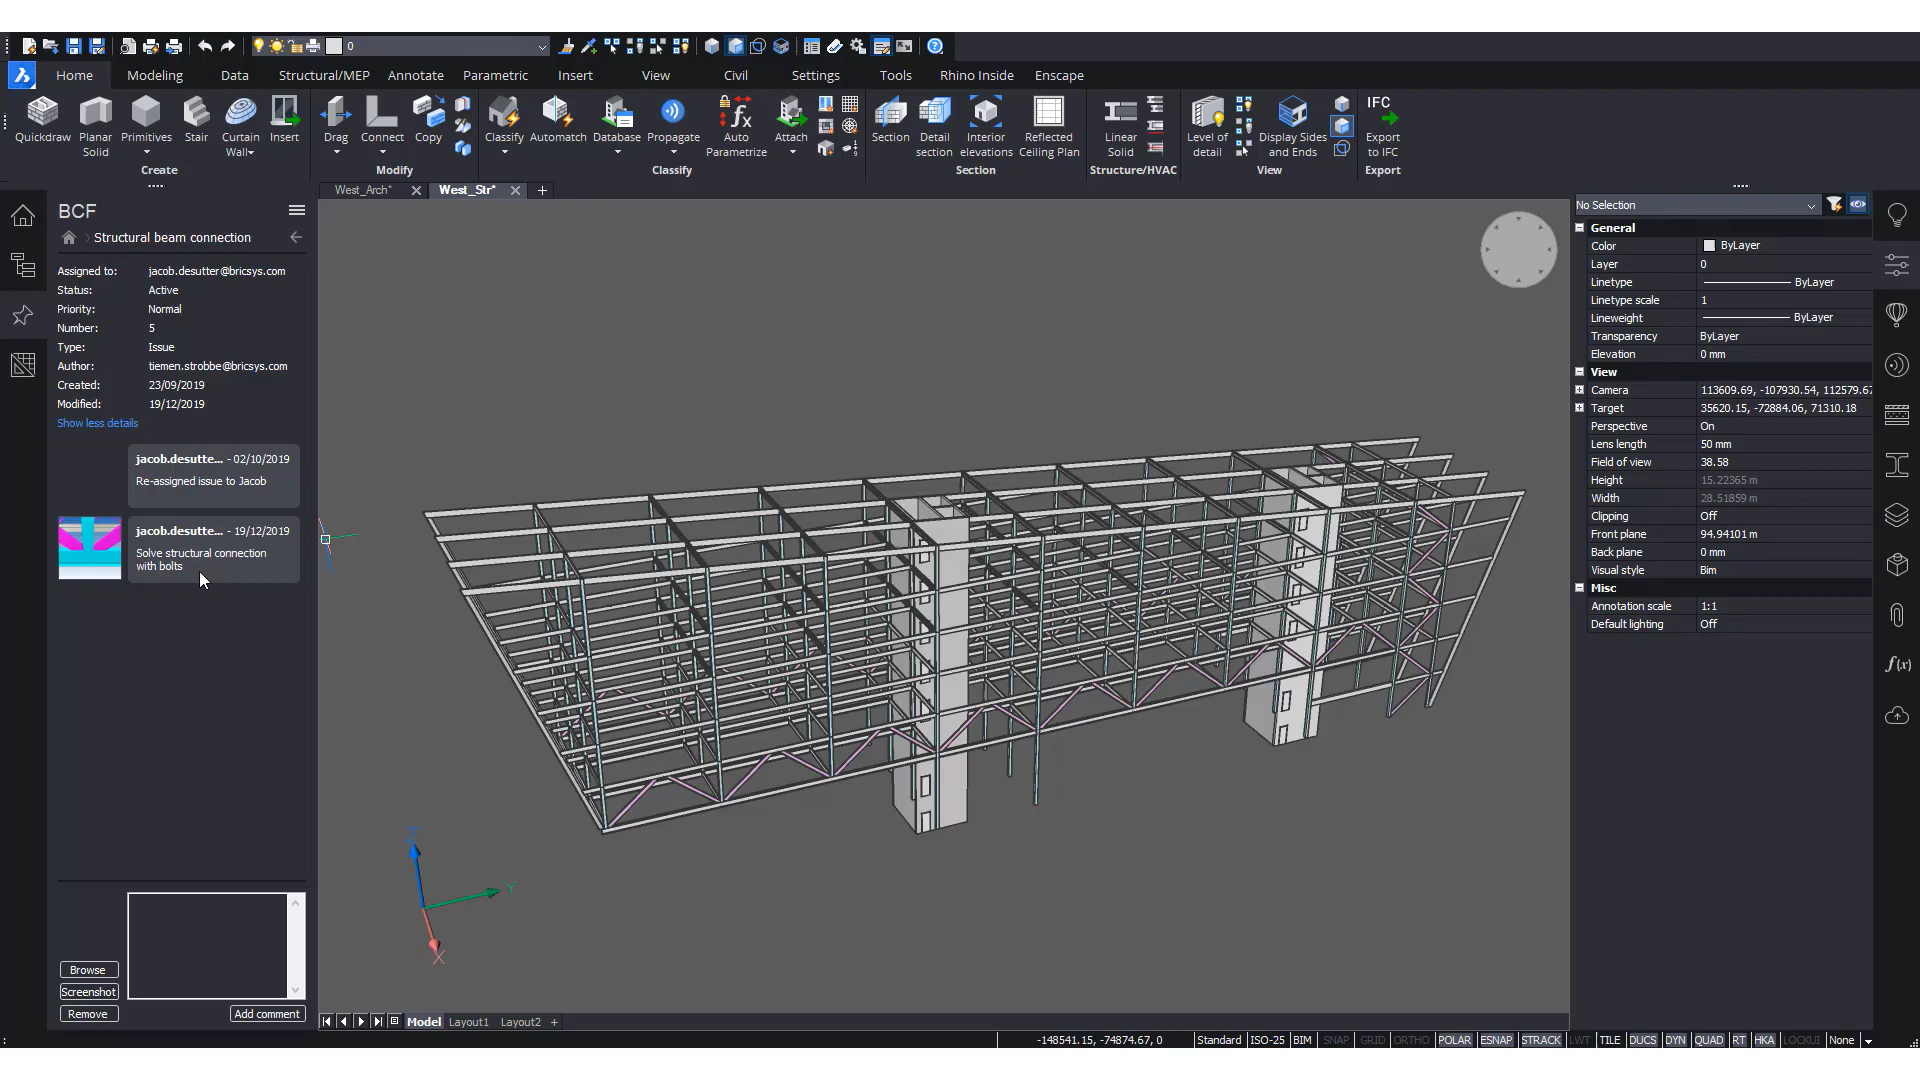 0
Home Modeling Data Structural/MEP Annotate Parametric Insert View Civil Settings Tools Rhino Inside Enscape
Quickdraw
Planar
Solid
Primitives
Stair
Curtain
Wall
Insert
Create
Drag
Connect
Copy
Modify
Classify
Automatch
Database
Propagate
Auto
Parametrize
Attach
Classify
Section
Detail
section
Interior
elevations
Reflected
Ceiling Plan
Section
Linear
Solid
Structure/HVAC
Level of
detail
Display Sides
and Ends
View
IFC
Export
to IFC
Export
West_Arch*
West_Str*
BCF
Structural beam connection
Assigned to: jacob.desutter@bricsys.com
Status: Active
Priority: Normal
Number: 5
Type: Issue
Author: tiemen.strobbe@bricsys.com
Created: 23/09/2019
Modified: 19/12/2019
Show less details
jacob.desutte... - 02/10/2019
Re-assigned issue to Jacob
jacob.desutte... - 19/12/2019
Solve structural connection
with bolts
Browse
Screenshot
Remove
Add comment
Z
Y
X
No Selection
General
Color ByLayer
Layer 0
Linetype ByLayer
Linetype scale 1
Lineweight ByLayer
Transparency ByLayer
Elevation 0 mm
View
Camera 113609.69, -107930.54, 112579.67
Target 35620.15, -72884.06, 71310.18
Perspective On
Lens length 50 mm
Field of view 38.58
Height 15.22365 m
Width 28.51859 m
Clipping Off
Front plane 94.94101 m
Back plane 0 mm
Visual style Bim
Misc
Annotation scale 1:1
Default lighting Off
f(x)
Model Layout1 Layout2 +
-148541.15, -74874.67, 0 Standard ISO-25 BIM SNAP GRID ORTHO POLAR ESNAP STRACK LWT TILE DUCS DYN QUAD RT HKA LOCKUI None